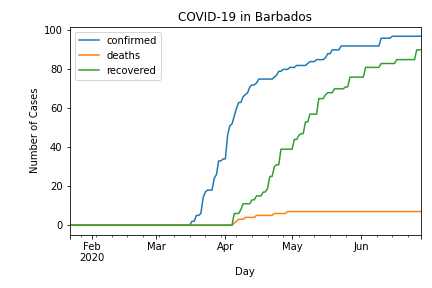 COVID-19 in Barbados
confirmed
deaths
recovered
100
80
60
40
20
0
Number of Cases
Feb
2020
Mar
Apr
May
Jun
Day